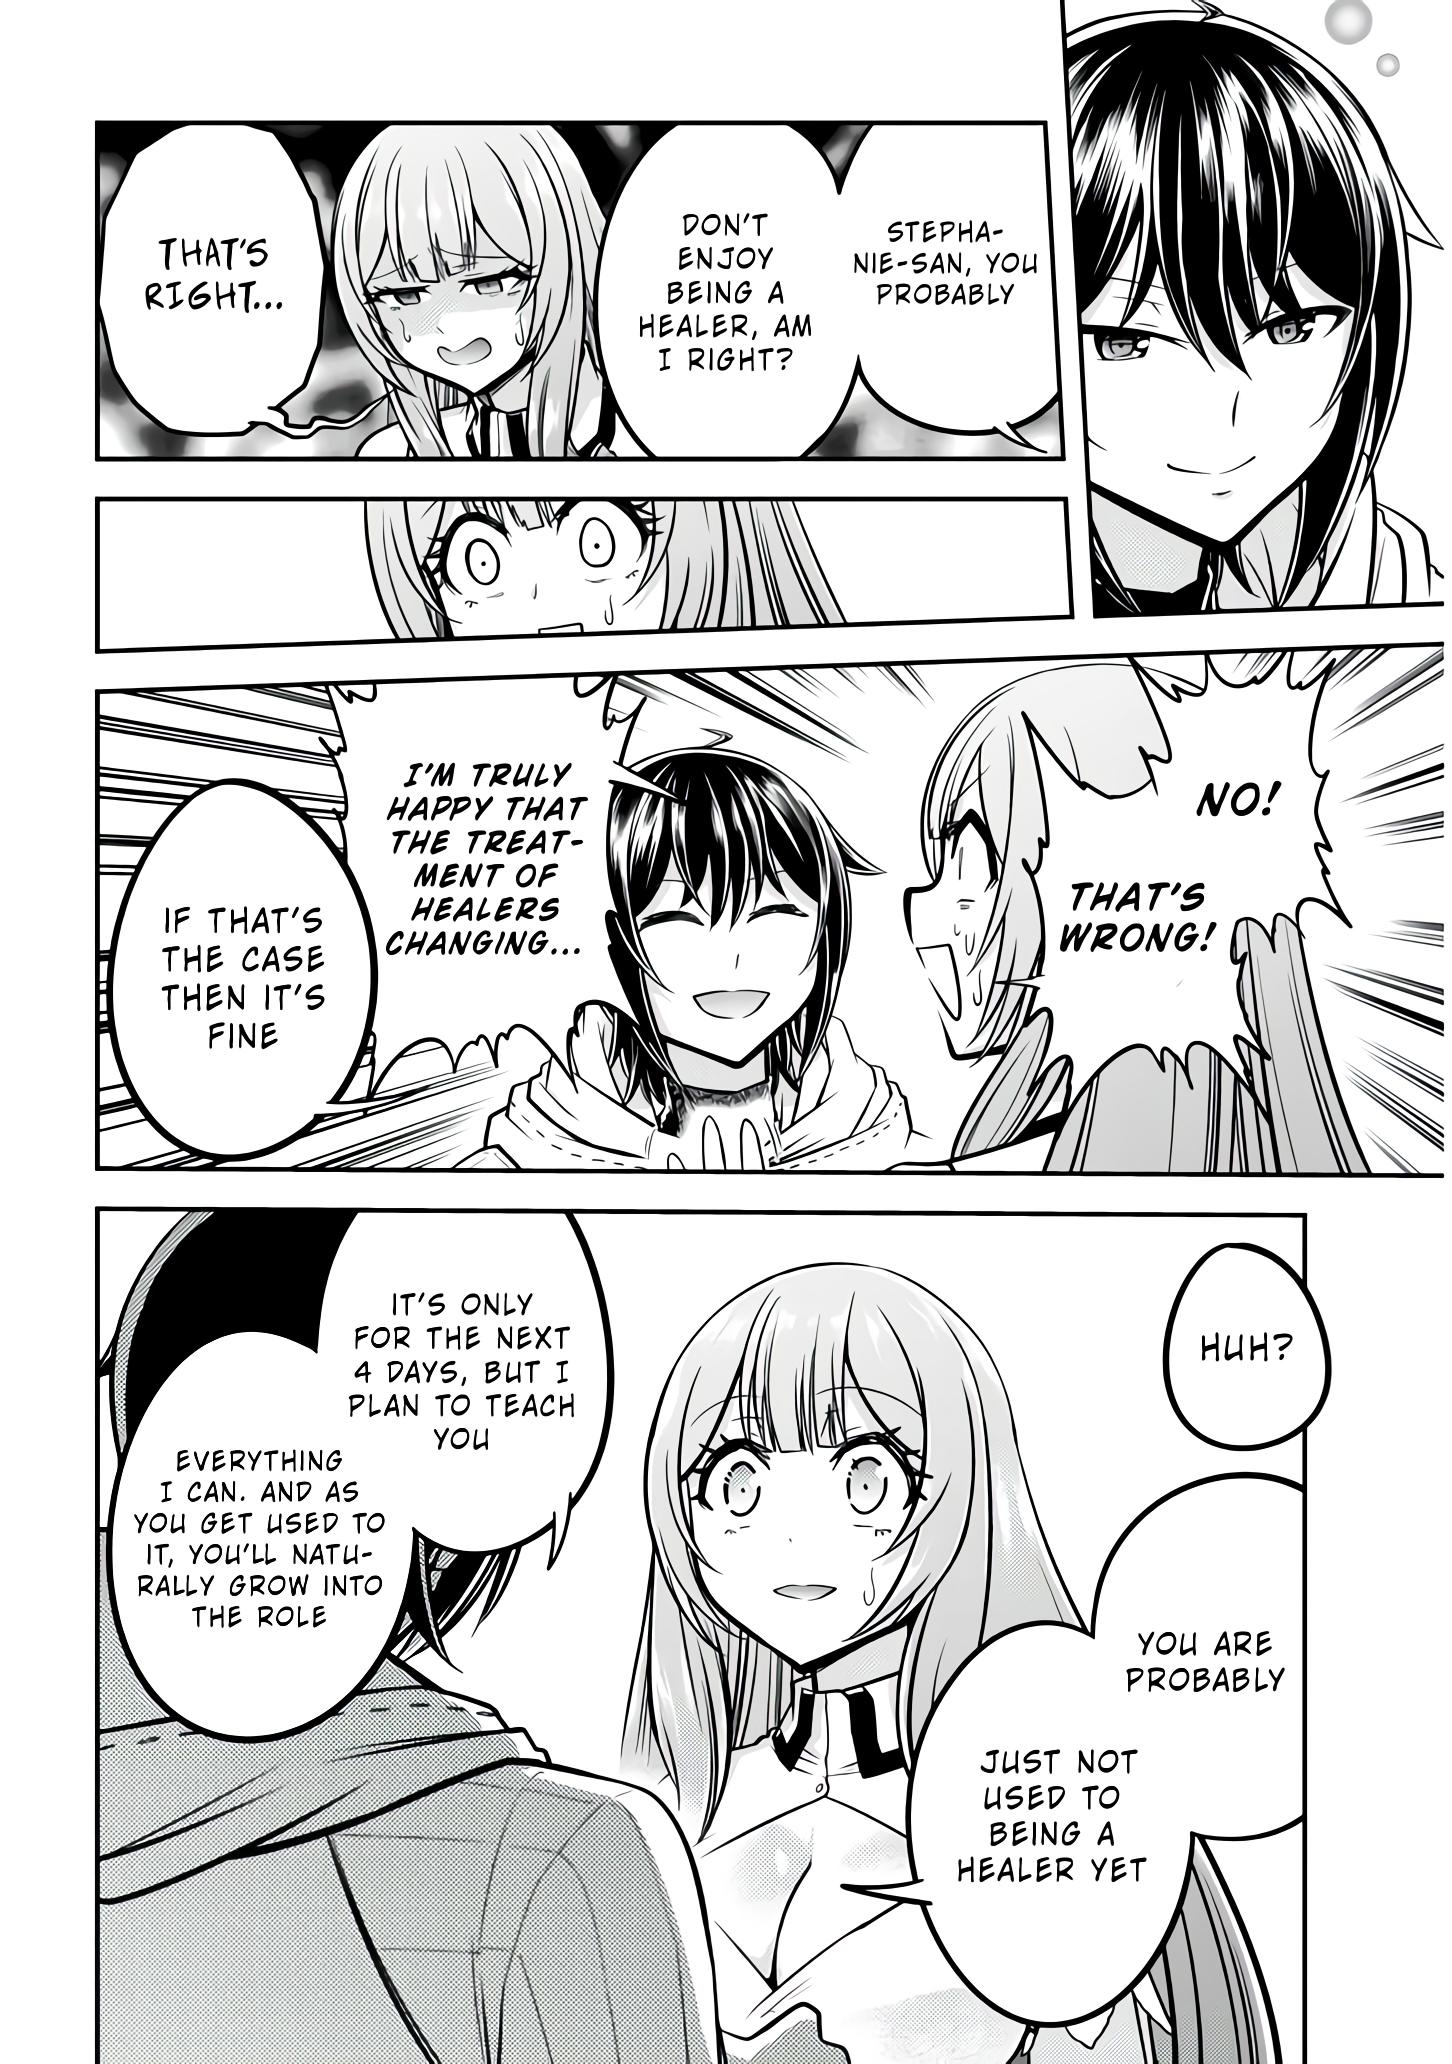 STEPHA-
NIE-SAN, YOU
PROBABLY
DON'T
ENJOY
BEING A
HEALER, AM
I RIGHT?
THAT'S
RIGHT...
NO!
THAT'S
WRONG!
I'M TRULY
HAPPY THAT
THE TREAT-
MENT OF
HEALERS
CHANGING...
IF THAT'S
THE CASE
THEN IT'S
FINE
HUH?
YOU ARE
PROBABLY
JUST NOT
USED TO
BEING A
HEALER YET
IT'S ONLY
FOR THE NEXT
4 DAYS, BUT I
PLAN TO TEACH
YOU
EVERYTHING
I CAN. AND AS
YOU GET USED TO
IT, YOU'LL NATU-
RALLY GROW INTO
THE ROLE